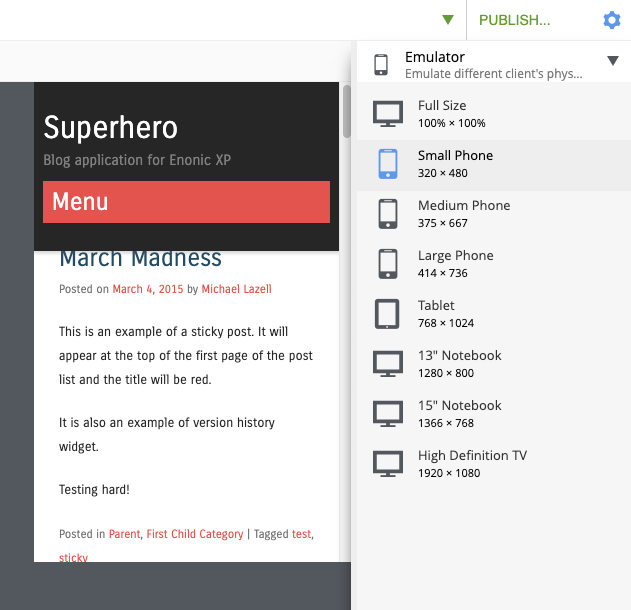 PUBLISH...
Emulator
Emulate different client's phys...
Full Size
100% × 100%
Small Phone
320 × 480
Medium Phone
375 × 667
Large Phone
414 × 736
Tablet
768 × 1024
13" Notebook
1280 × 800
15" Notebook
1366 × 768
High Definition TV
1920 × 1080
Superhero
Blog application for Enonic XP
Menu
March Madness
Posted on March 4, 2015 by Michael Lazell
This is an example of a sticky post. It will
appear at the top of the first page of the post
list and the title will be red.
It is also an example of version history
widget.
Testing hard!
Posted in Parent, First Child Category | Tagged test,
sticky